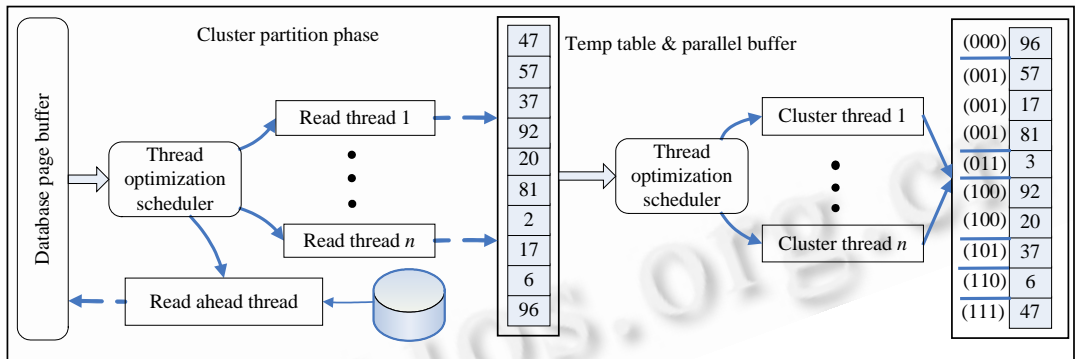 Database page buffer
Cluster partition phase
Thread
optimization
scheduler
Read thread 1
Read thread n
Read ahead thread
47
57
37
92
20
81
2
17
6
96
Temp table & parallel buffer
Thread
optimization
scheduler
Cluster thread 1
Cluster thread n
(000) 96
(001) 57
(001) 17
(001) 81
(011) 3
(100) 92
(100) 20
(101) 37
(110) 6
(111) 47